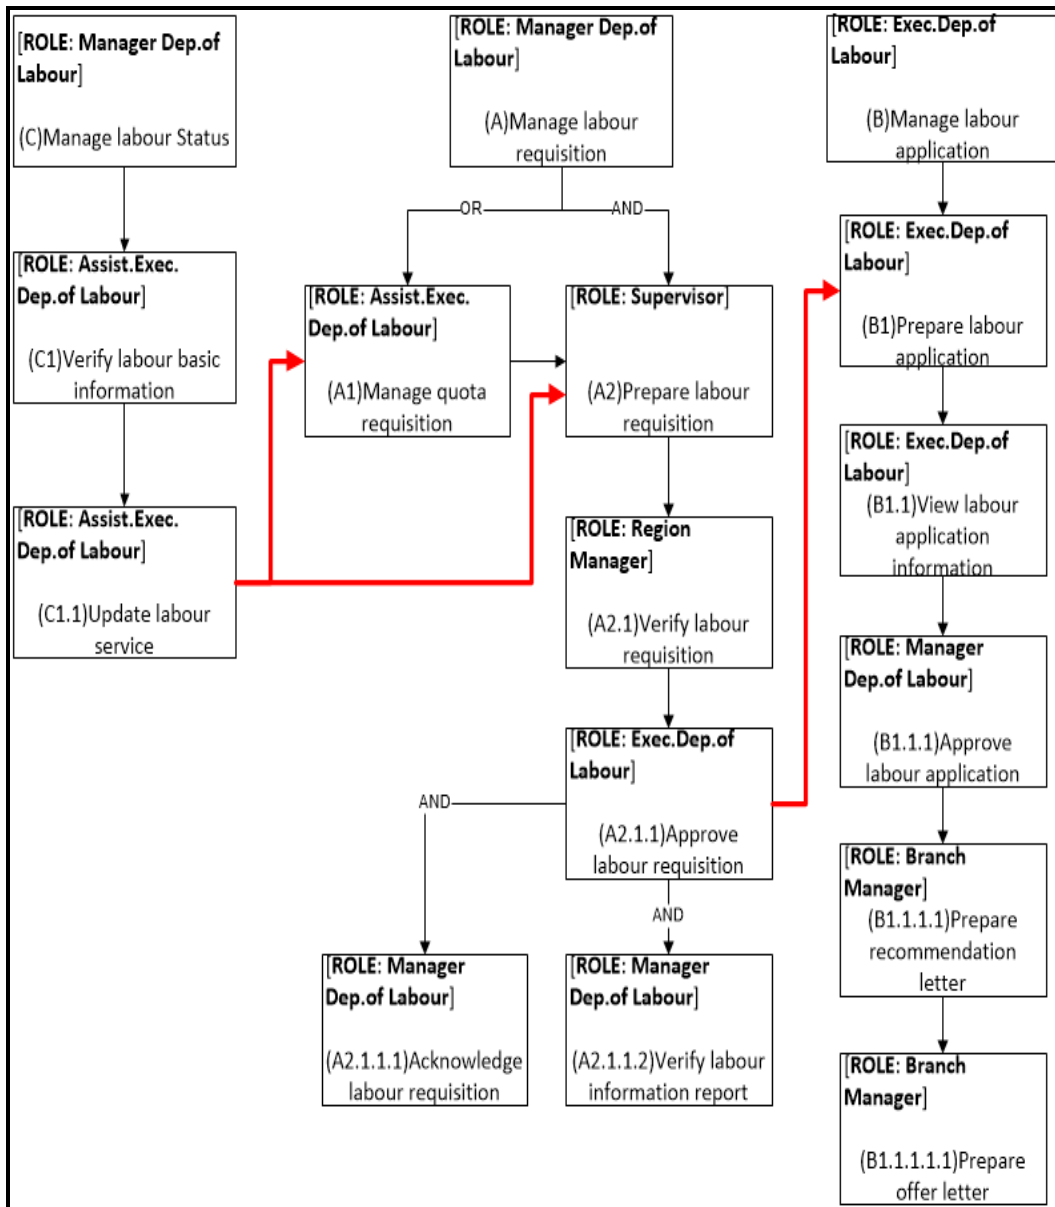 [ROLE: Manager Dep.of
Labour]
(C)Manage labour Status
[ROLE: Assist.Exec.
Dep.of Labour]
(C1)Verify labour basic
information
[ROLE: Assist.Exec.
Dep.of Labour]
(C1.1)Update labour
service
[ROLE: Manager Dep.of
Labour]
(A)Manage labour
requisition
OR
AND
[ROLE: Assist.Exec.
Dep.of Labour]
(A1)Manage quota
requisition
[ROLE: Supervisor]
(A2)Prepare labour
requisition
[ROLE: Region
Manager]
(A2.1)Verify labour
requisition
[ROLE: Exec.Dep.of
Labour]
(A2.1.1)Approve
labour requisition
AND
AND
[ROLE: Manager
Dep.of Labour]
(A2.1.1.1)Acknowledge
labour requisition
[ROLE: Manager
Dep.of Labour]
(A2.1.1.2)Verify labour
information report
[ROLE: Exec.Dep.of
Labour]
(B)Manage labour
application
[ROLE: Exec.Dep.of
Labour]
(B1)Prepare labour
application
[ROLE: Exec.Dep.of
Labour]
(B1.1)View labour
application
information
[ROLE: Manager
Dep.of Labour]
(B1.1.1)Approve
labour application
[ROLE: Branch
Manager]
(B1.1.1.1)Prepare
recommendation
letter
[ROLE: Branch
Manager]
(B1.1.1.1.1)Prepare
offer letter